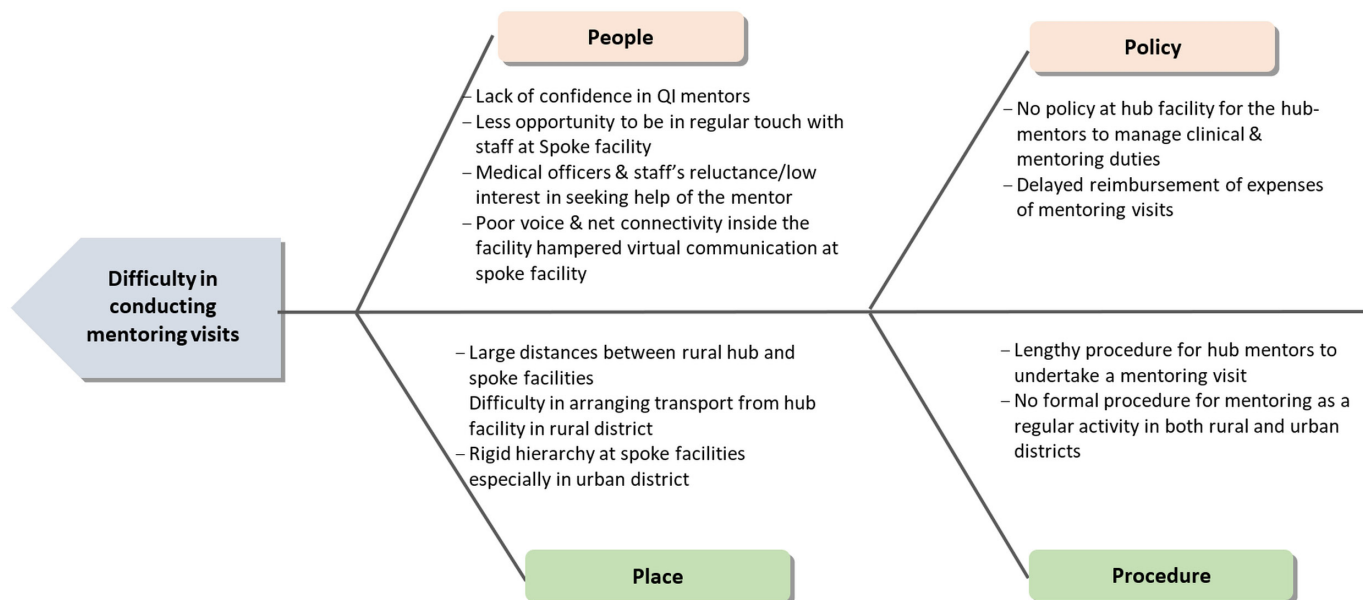 People
– Lack of confidence in QI mentors
– Less opportunity to be in regular touch with
staff at Spoke facility
– Medical officers & staff's reluctance/low
interest in seeking help of the mentor
– Poor voice & net connectivity inside the
facility hampered virtual communication at
spoke facility
Policy
– No policy at hub facility for the hub-
mentors to manage clinical &
mentoring duties
– Delayed reimbursement of expenses
of mentoring visits
Difficulty in
conducting
mentoring visits
– Large distances between rural hub and
spoke facilities
Difficulty in arranging transport from hub
facility in rural district
– Rigid hierarchy at spoke facilities
especially in urban district
Place
– Lengthy procedure for hub mentors to
undertake a mentoring visit
– No formal procedure for mentoring as a
regular activity in both rural and urban
districts
Procedure